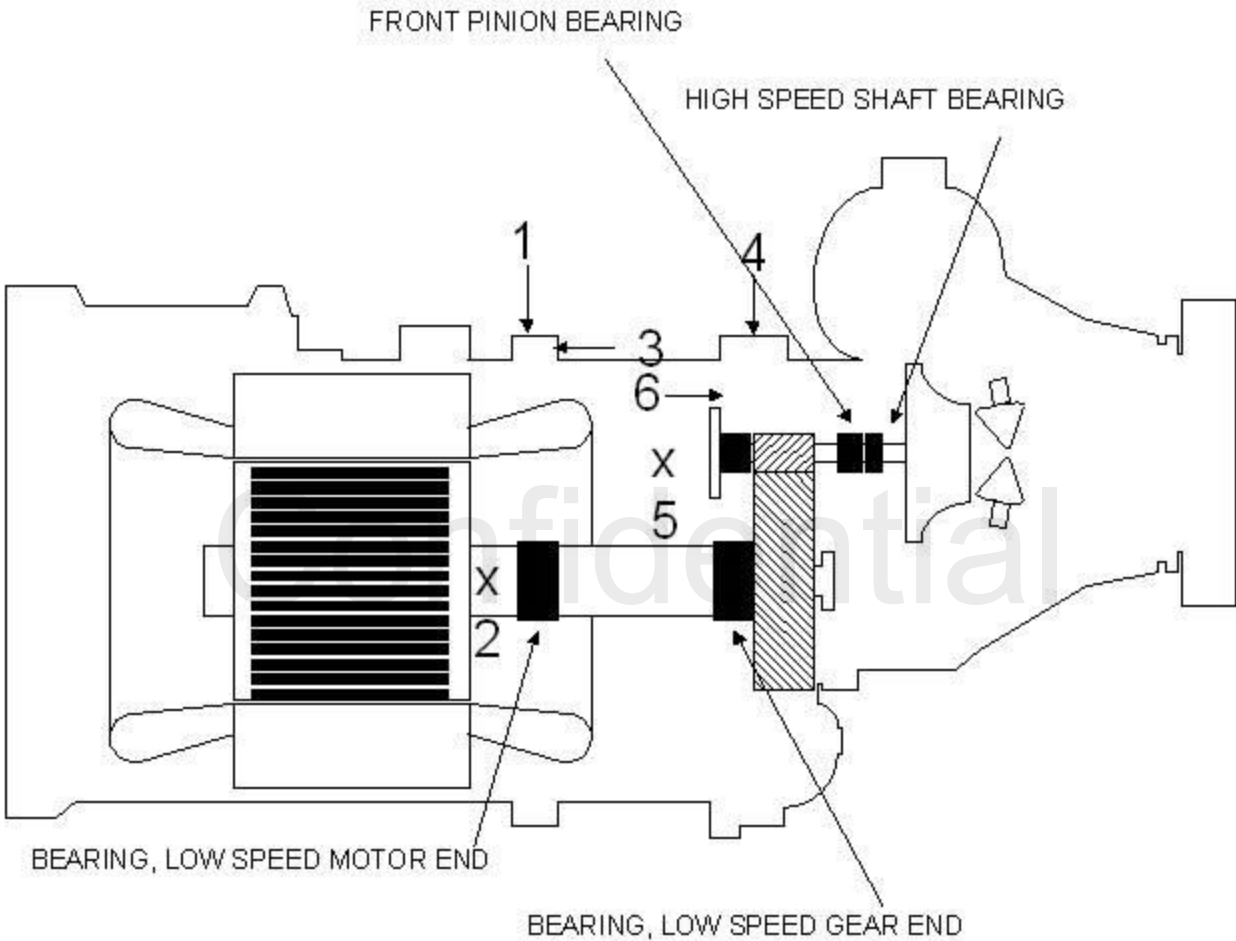 FRONT PINION BEARING
HIGH SPEED SHAFT BEARING
1
4
3
6
x
5
x
2
Confidential
BEARING, LOW SPEED MOTOR END
BEARING, LOW SPEED GEAR END